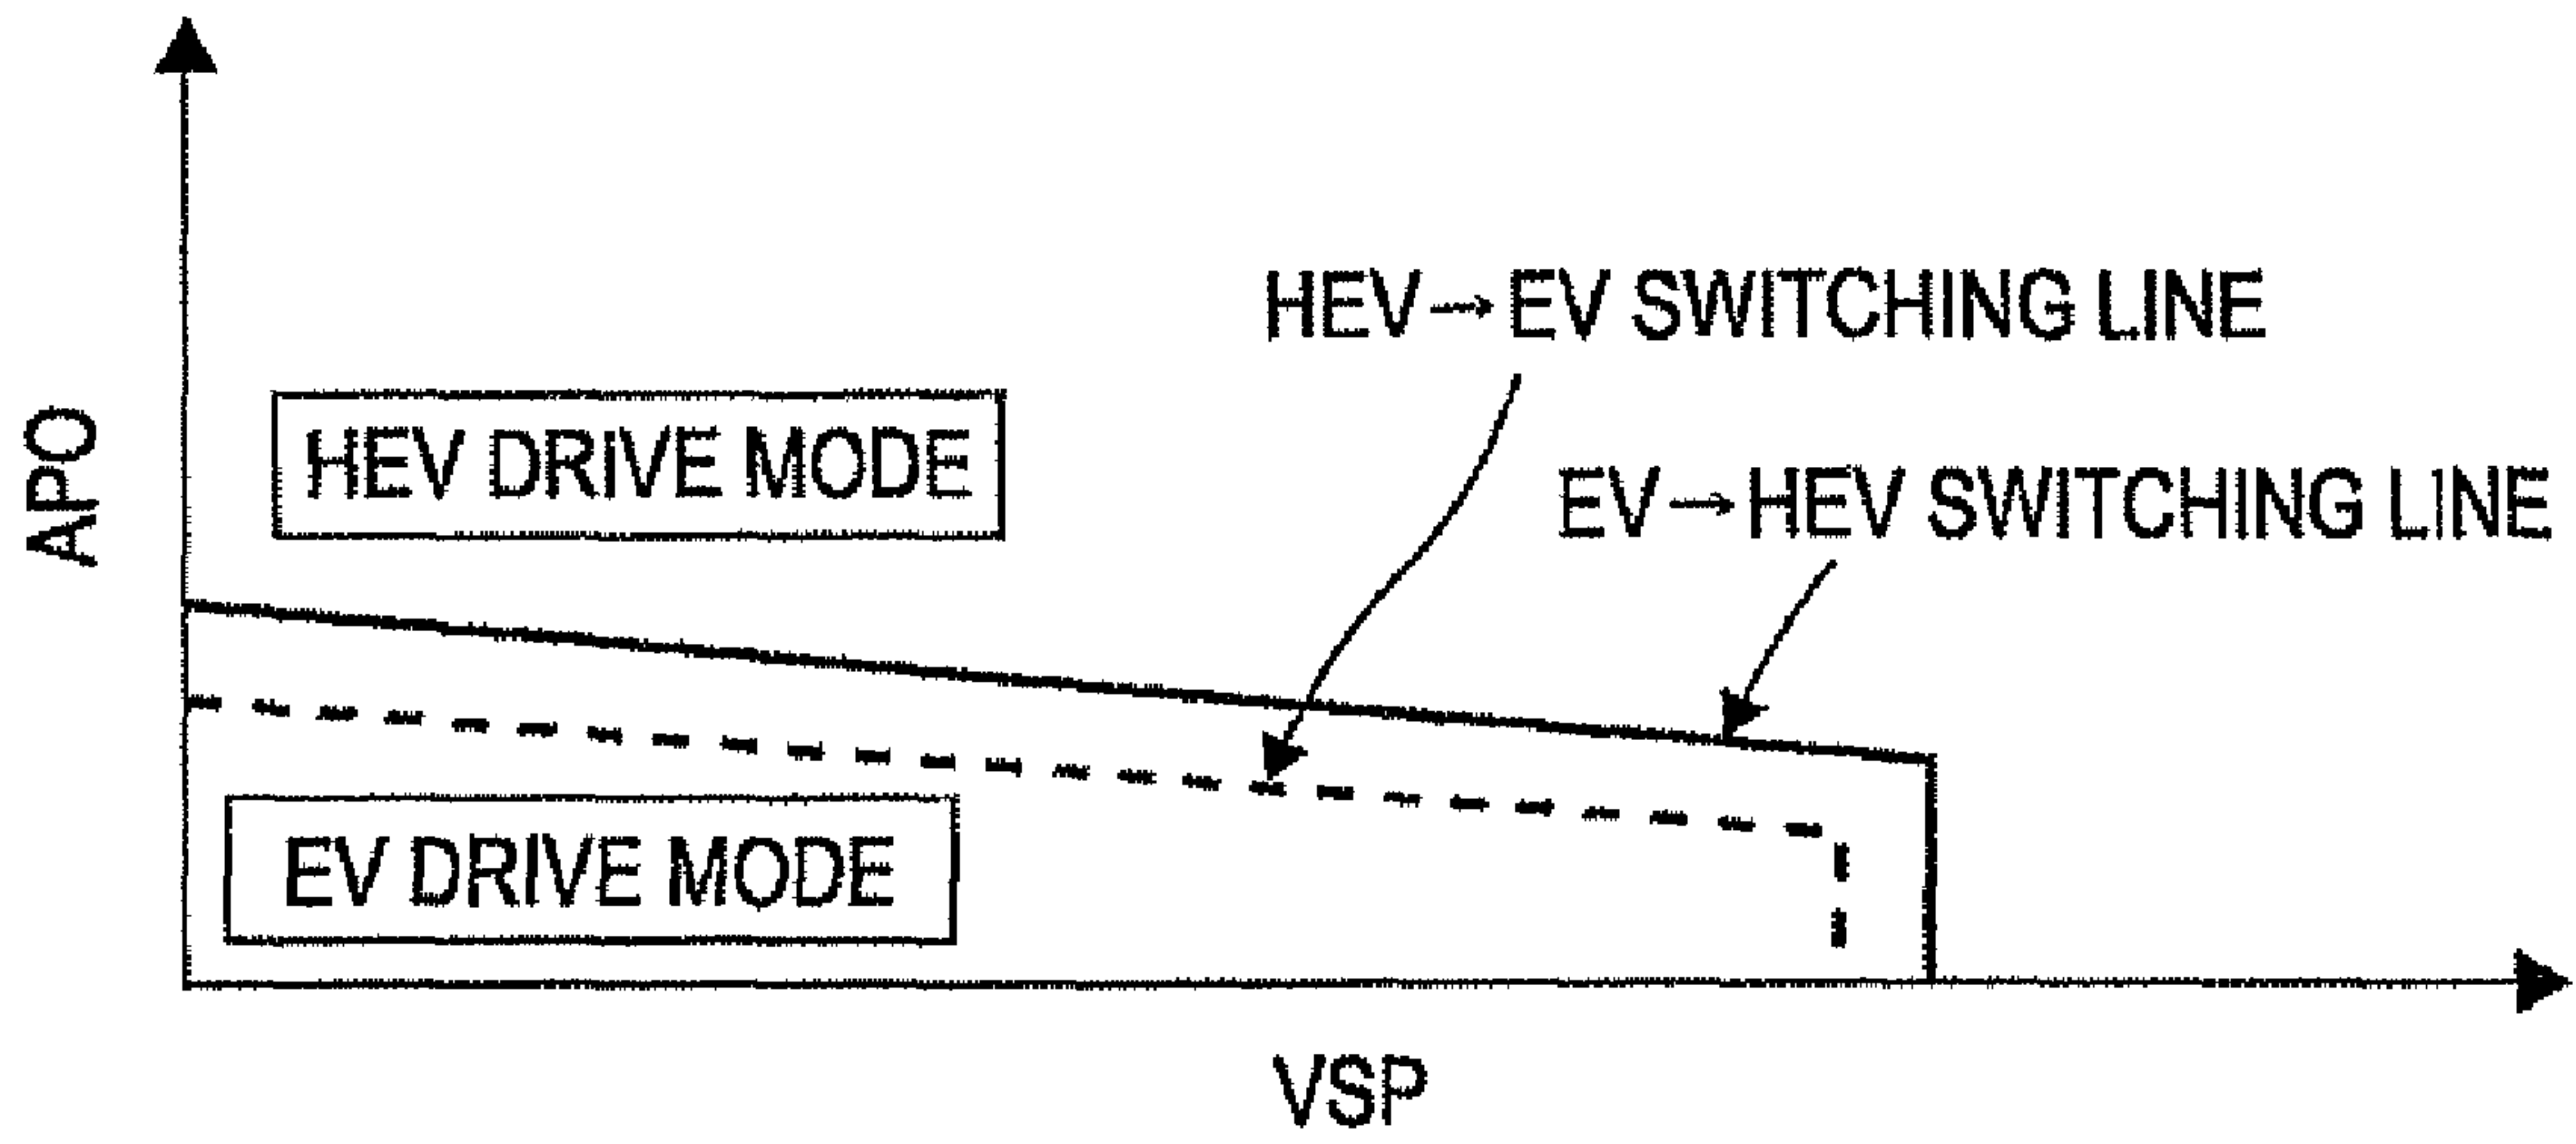 HEV→EV SWITCHING LINE
HEV DRIVE MODE
EV→HEV SWITCHING LINE
APO
EV DRIVE MODE
VSP